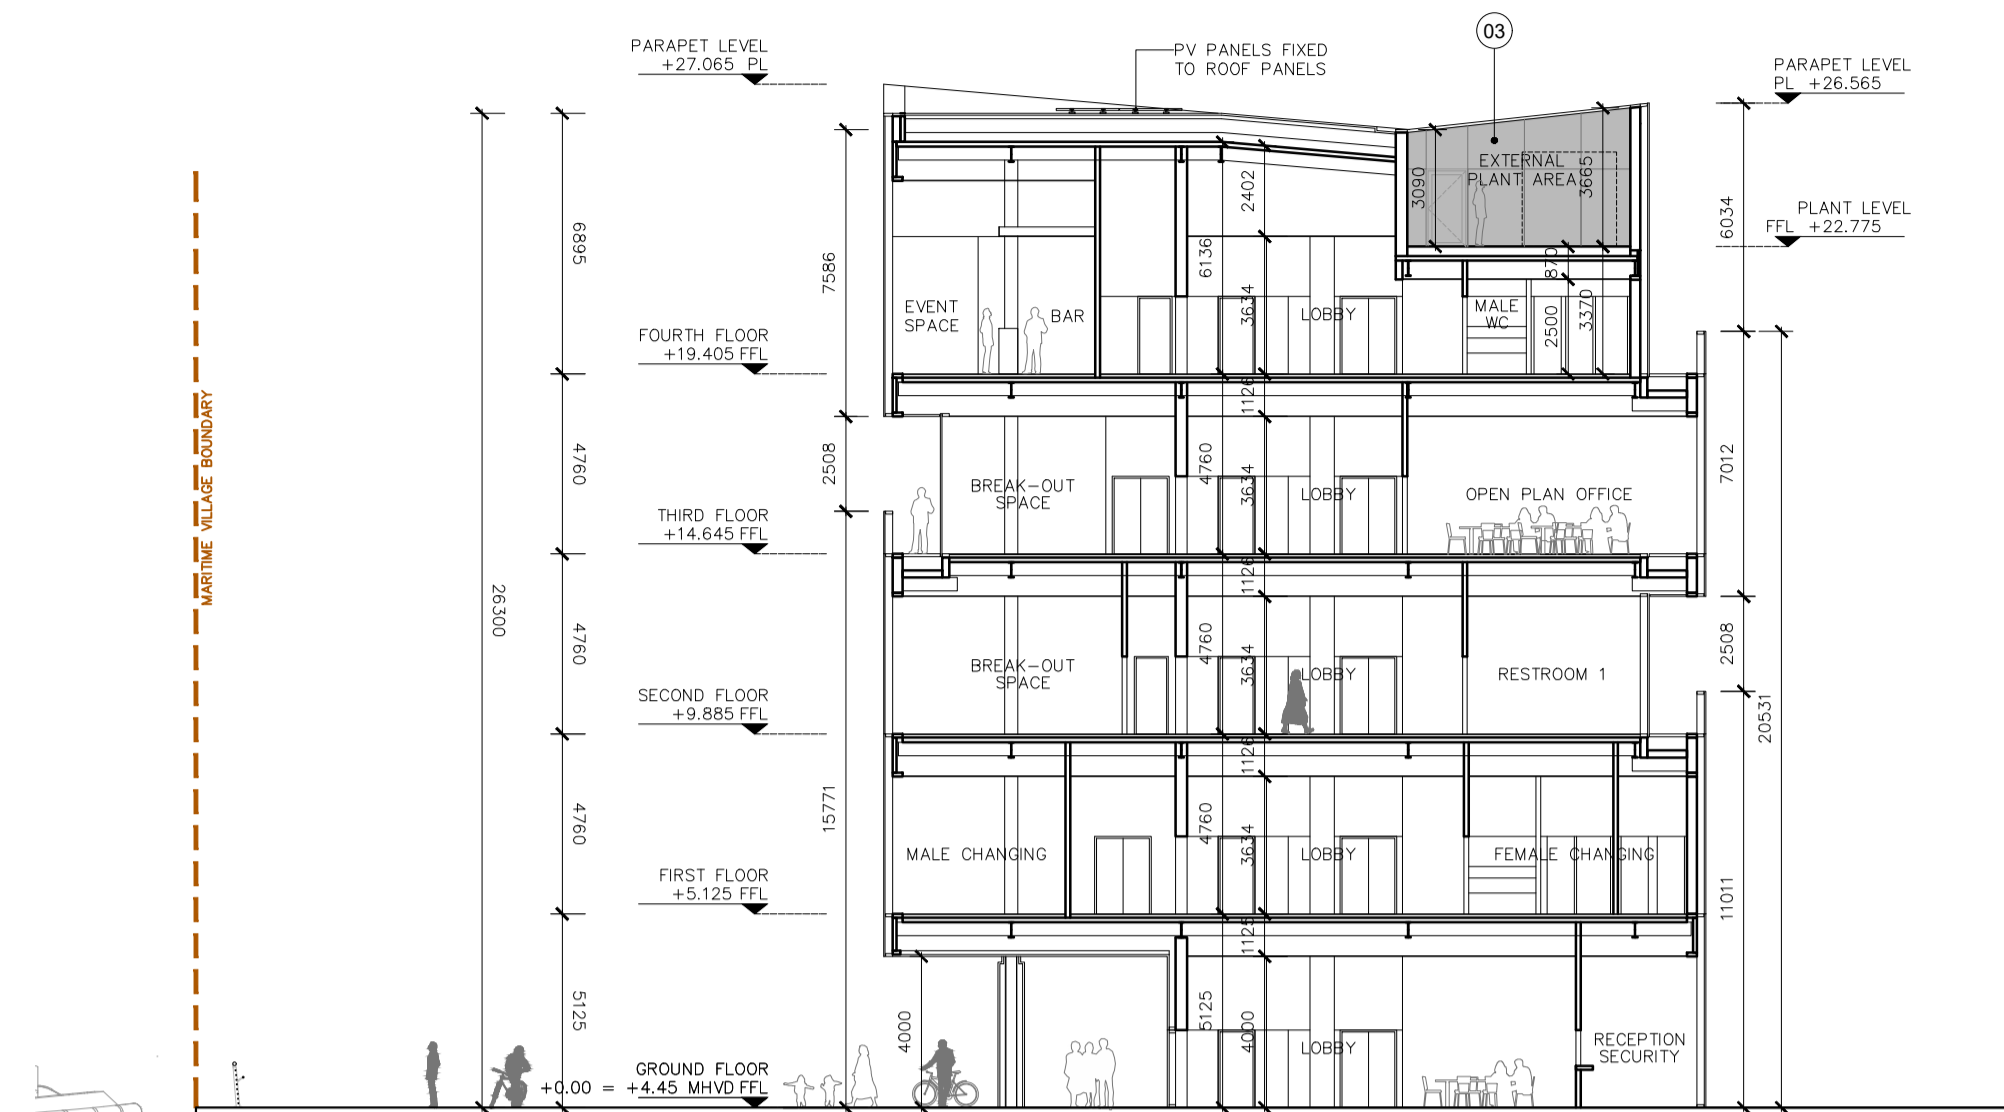 03
PARAPET LEVEL
+27.065 PL
PV PANELS FIXED
TO ROOF PANELS
PARAPET LEVEL
PL +26.565
EXTERNAL
PLANT AREA
3090
3665
2402
6034
PLANT LEVEL
FFL +22.775
6895
7586
6136
3634
870
2500
3370
EVENT
SPACE
BAR
LOBBY
MALE
WC
FOURTH FLOOR
+19.405 FFL
1126
MARITIME VILLAGE BOUNDARY
4760
2508
4760
3634
7012
BREAK-OUT
SPACE
LOBBY
OPEN PLAN OFFICE
THIRD FLOOR
+14.645 FFL
1126
26300
4760
4760
3634
2508
BREAK-OUT
SPACE
LOBBY
RESTROOM 1
SECOND FLOOR
+9.885 FFL
20531
1126
4760
15771
4760
3634
MALE CHANGING
LOBBY
FEMALE CHANGING
FIRST FLOOR
+5.125 FFL
11011
1125
5125
4000
5125
4000
LOBBY
RECEPTION
SECURITY
GROUND FLOOR
+0.00 = +4.45 MHVD FFL